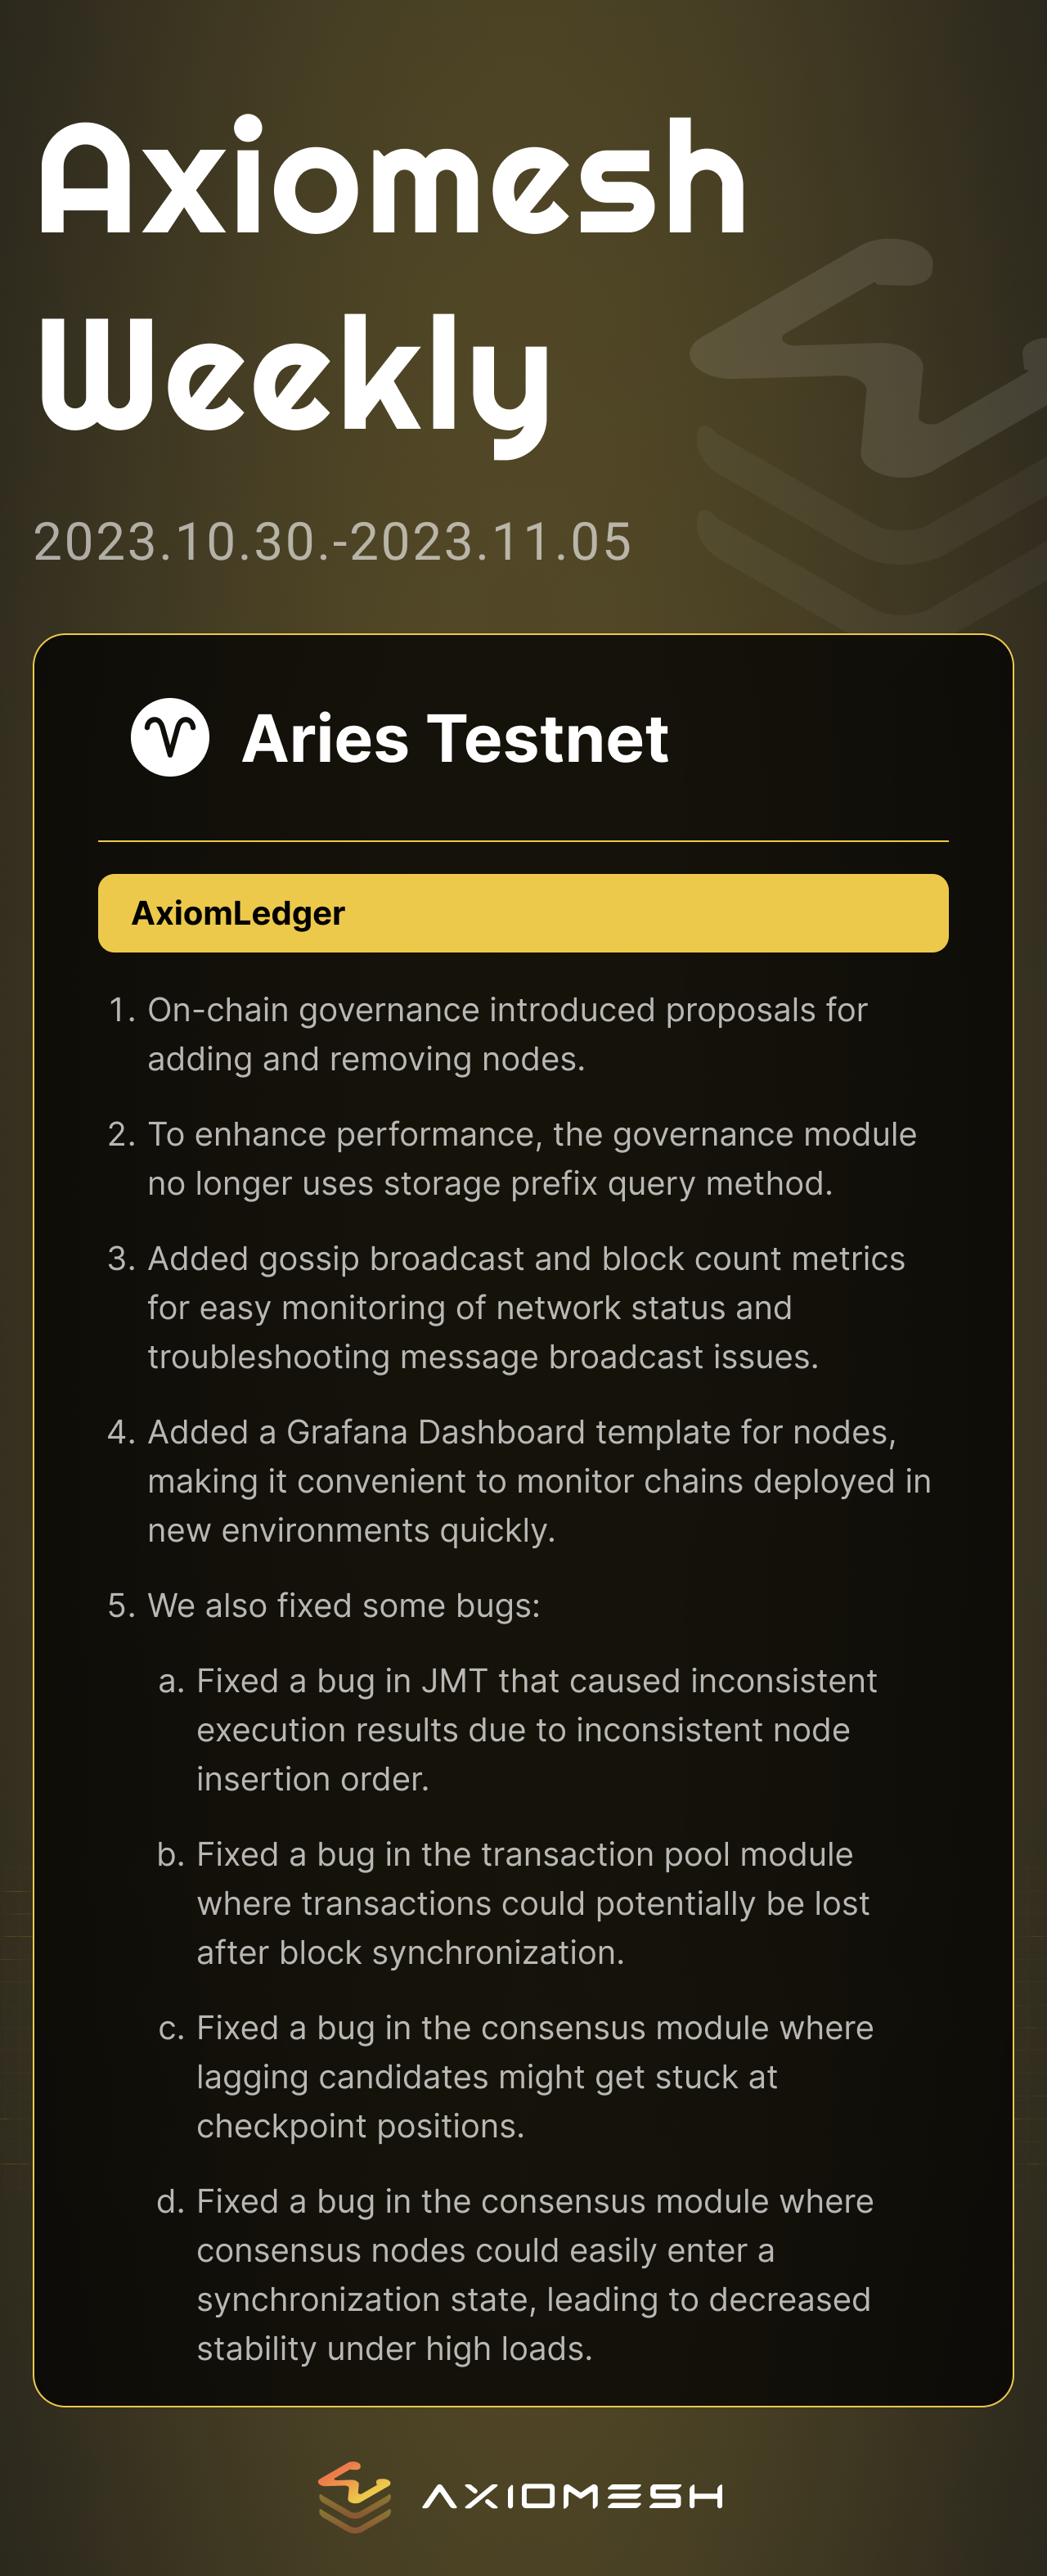 Axiomesh
Weekly
2023.10.30.-2023.11.05
Aries Testnet
AxiomLedger
1. On-chain governance introduced proposals for
adding and removing nodes.
2. To enhance performance, the governance module
no longer uses storage prefix query method.
3. Added gossip broadcast and block count metrics
for easy monitoring of network status and
troubleshooting message broadcast issues.
4. Added a Grafana Dashboard template for nodes,
making it convenient to monitor chains deployed in
new environments quickly.
5. We also fixed some bugs:
a. Fixed a bug in JMT that caused inconsistent
execution results due to inconsistent node
insertion order.
b. Fixed a bug in the transaction pool module
where transactions could potentially be lost
after block synchronization.
c. Fixed a bug in the consensus module where
lagging candidates might get stuck at
checkpoint positions.
d. Fixed a bug in the consensus module where
consensus nodes could easily enter a
synchronization state, leading to decreased
stability under high loads.
AXIOMESH